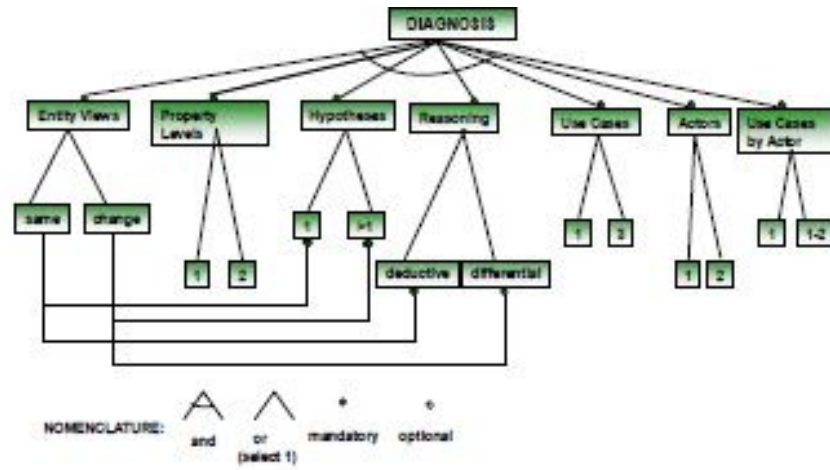 DIAGNOSIS
Entity Views
Property
Levels
Hypotheses
Reasoning
Use Cases
Actors
Use Cases
by Actor
same
change
1
>1
1
3
1
1-2
1
2
deductive
differential
1
2
NOMENCLATURE:
and
or
(select 1)
mandatory
optional